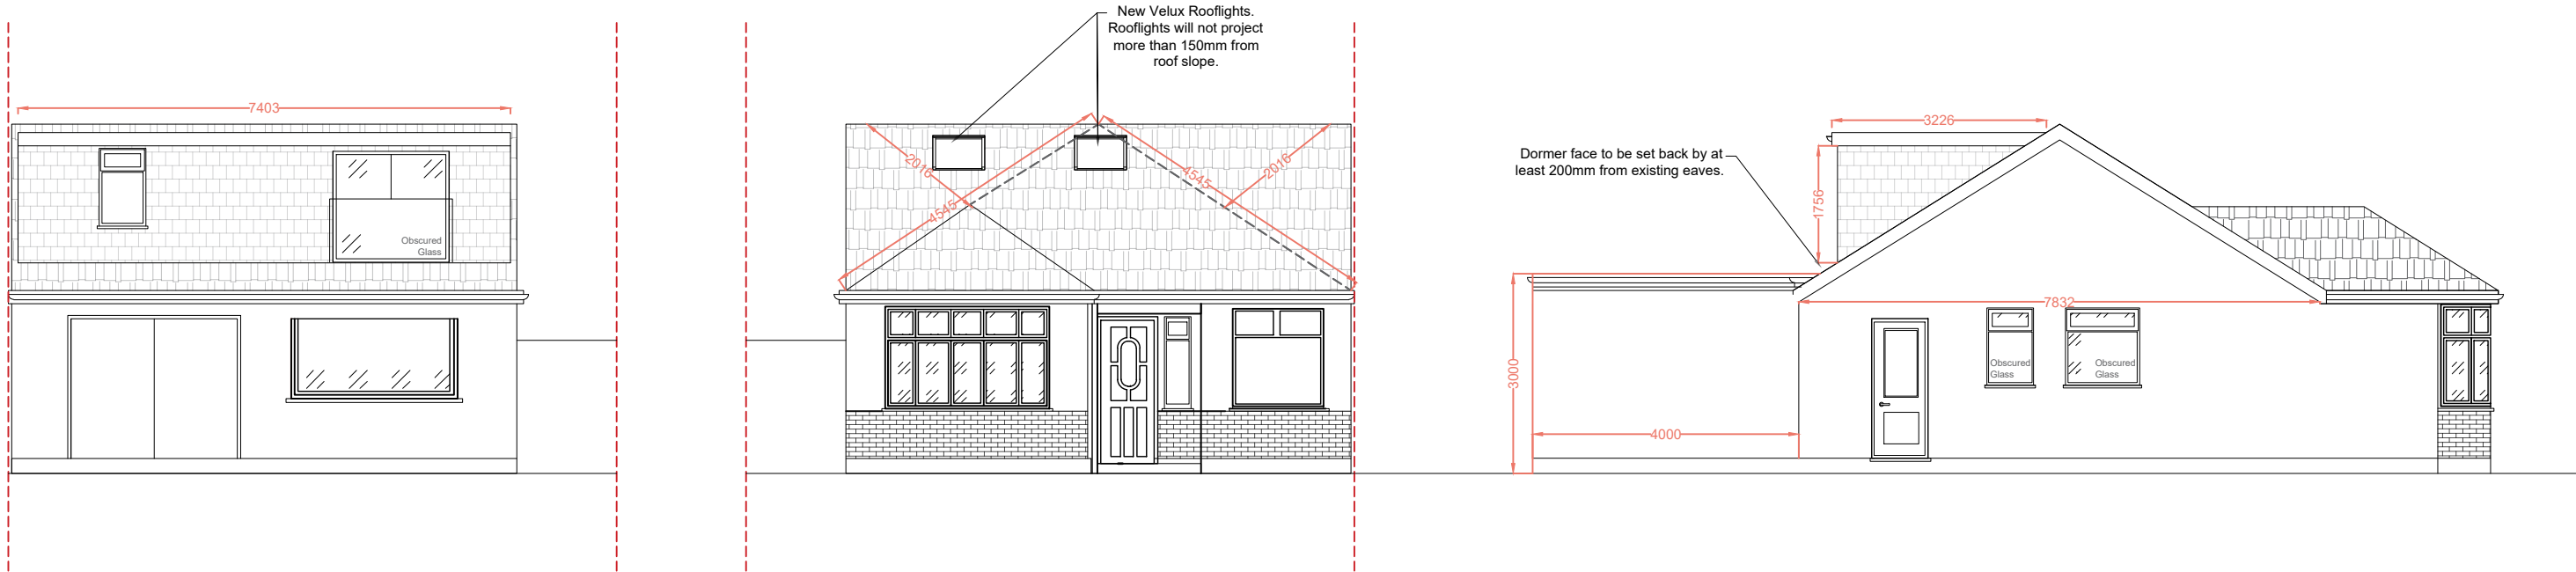 7403
Obscured
Glass
New Velux Rooflights.
Rooflights will not project
more than 150mm from
roof slope.
2016
4545
4545
2016
Dormer face to be set back by at
least 200mm from existing eaves.
3226
1756
7832
3000
4000
Obscured
Glass
Obscured
Glass